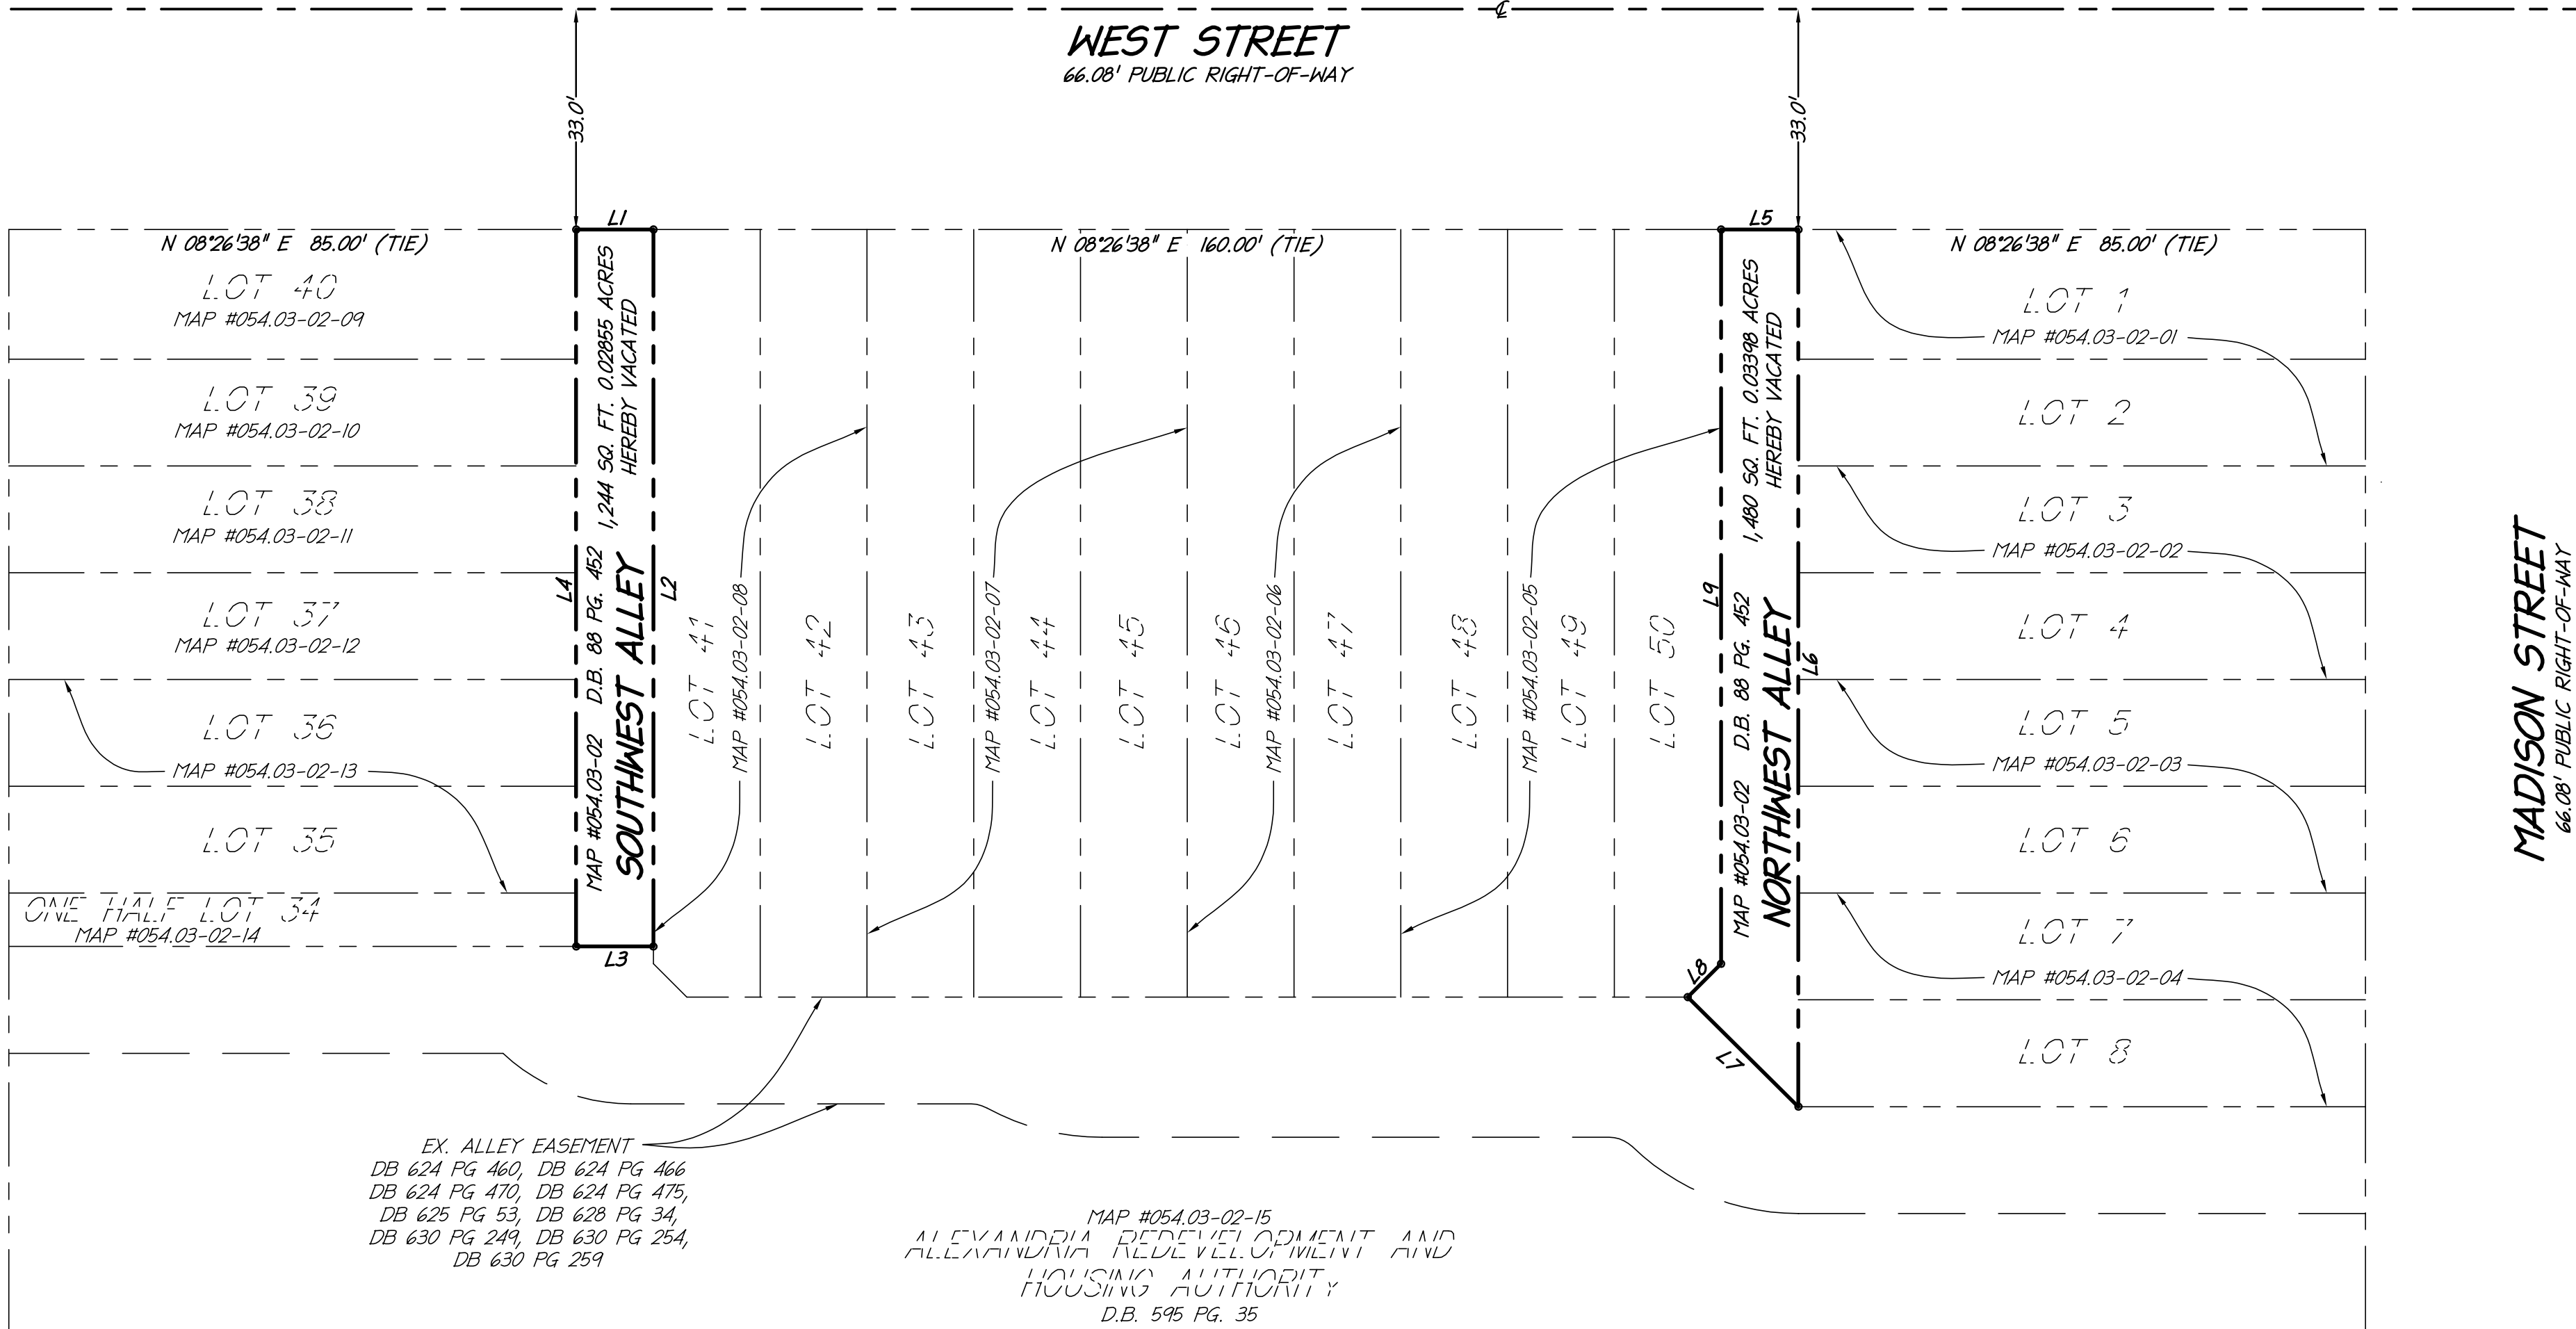 WEST STREET
66.08' PUBLIC RIGHT-OF-WAY
33.0'
33.0'
L1
L5
N 08°26'38" E 85.00' (TIE)
N 08°26'38" E 160.00' (TIE)
N 08°26'38" E 85.00' (TIE)
LOT 40
MAP #054.03-02-09
LOT 39
MAP #054.03-02-10
LOT 38
MAP #054.03-02-11
LOT 37
MAP #054.03-02-12
LOT 36
MAP #054.03-02-13
LOT 35
ONE HALF LOT 34
MAP #054.03-02-14
L4
MAP #054.03-02 D.B. 88 PG. 452 1,244 SQ. FT. 0.02855 ACRES
HEREBY VACATED
SOUTHWEST ALLEY
L2
L3
LOT 41
MAP #054.03-02-08
LOT 42
LOT 43
MAP #054.03-02-07
LOT 44
LOT 45
LOT 46
MAP #054.03-02-06
LOT 47
LOT 48
MAP #054.03-02-05
LOT 49
LOT 50
L9
MAP #054.03-02 D.B. 88 PG. 452 1,480 SQ. FT. 0.03398 ACRES
HEREBY VACATED
NORTHWEST ALLEY
L6
L8
L7
LOT 1
MAP #054.03-02-01
LOT 2
LOT 3
MAP #054.03-02-02
LOT 4
LOT 5
MAP #054.03-02-03
LOT 6
LOT 7
MAP #054.03-02-04
LOT 8
MADISON STREET
66.08' PUBLIC RIGHT-OF-WAY
EX. ALLEY EASEMENT
DB 624 PG 460, DB 624 PG 466
DB 624 PG 470, DB 624 PG 475,
DB 625 PG 53, DB 628 PG 34,
DB 630 PG 249, DB 630 PG 254,
DB 630 PG 259
MAP #054.03-02-15
ALEXANDRIA REDEVELOPMENT AND
HOUSING AUTHORITY
D.B. 595 PG. 35